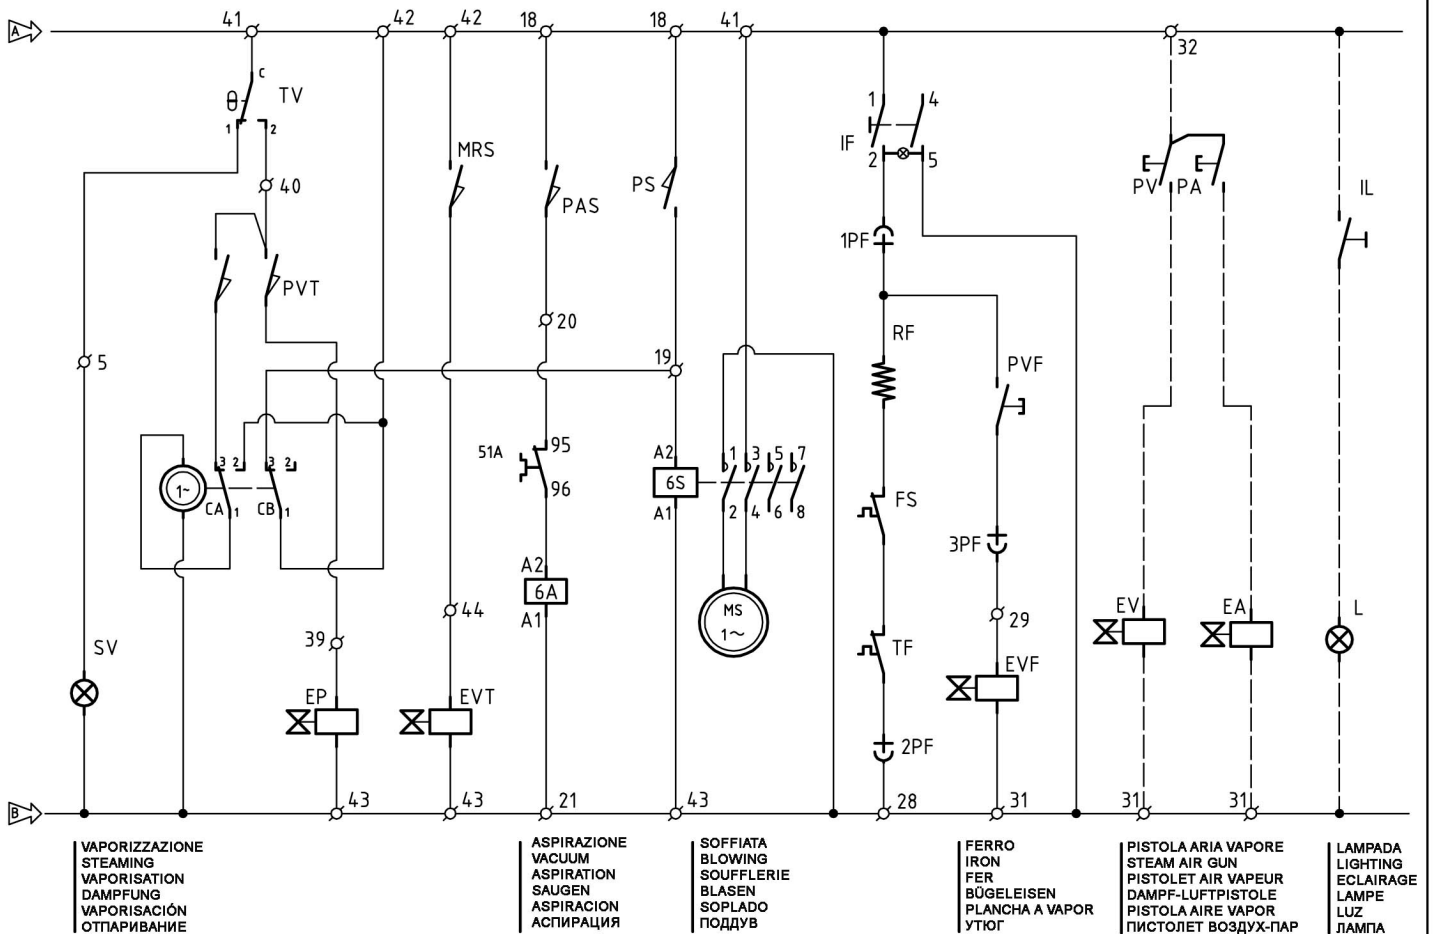 A
41
42
42
18
18
41
32
C
TV
1
2
1
4
IF
2
5
MRS
PS
PAS
PV
PA
IL
40
1PF
PVT
20
RF
5
19
PVF
51A
95
96
3
2
3
2
1~
CA
1
CB
1
A2
6S
A1
1
3
5
7
2
4
6
8
FS
3PF
A2
6A
A1
MS
1~
44
29
EV
EA
L
39
SV
TF
EVF
EP
EVT
2PF
B
43
43
21
43
28
31
31
31
VAPORIZZAZIONE
STEAMING
VAPORISATION
DAMPFUNG
VAPORISACIÓN
ОТПАРИВАНИЕ
ASPIRAZIONE
VACUUM
ASPIRATION
SAUGEN
ASPIRACION
АСПИРАЦИЯ
SOFFIATA
BLOWING
SOUFFLERIE
BLASEN
SOPLADO
ПОДДУВ
FERRO
IRON
FER
BÜGELEISEN
PLANCHA A VAPOR
УТЮГ
PISTOLA ARIA VAPORE
STEAM AIR GUN
PISTOLET AIR VAPEUR
DAMPF-LUFTPISTOLE
PISTOLA AIRE VAPOR
ПИСТОЛЕТ ВОЗДУХ-ПАР
LAMPADA
LIGHTING
ECLAIRAGE
LAMPE
LUZ
ЛАМПА